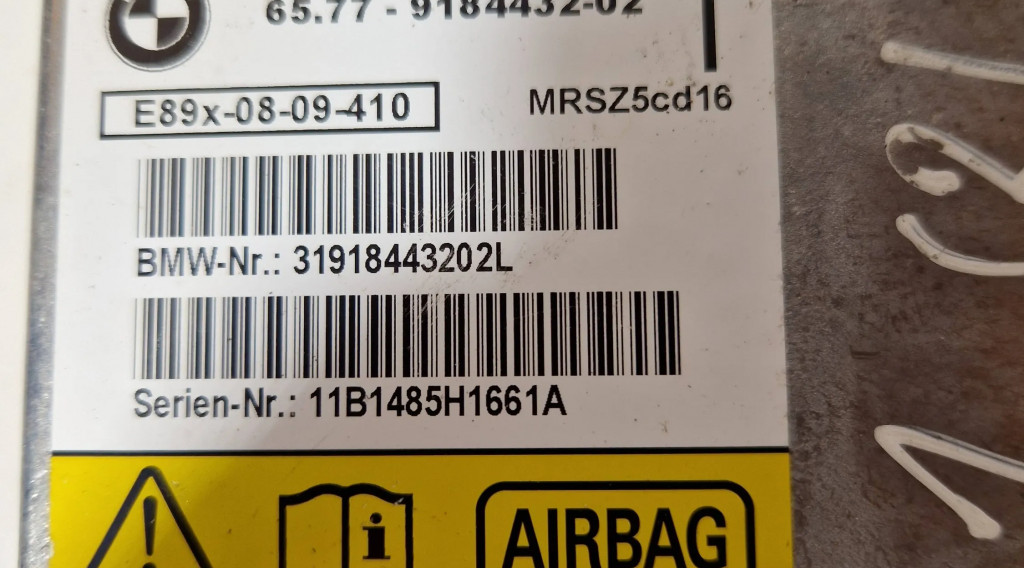 65.77 - 9184432-02
E89x-08-09-410
MRSZ5cd16
BMW-Nr.: 31918443202L
Serien-Nr.: 11B1485H1661A
AIRBAG